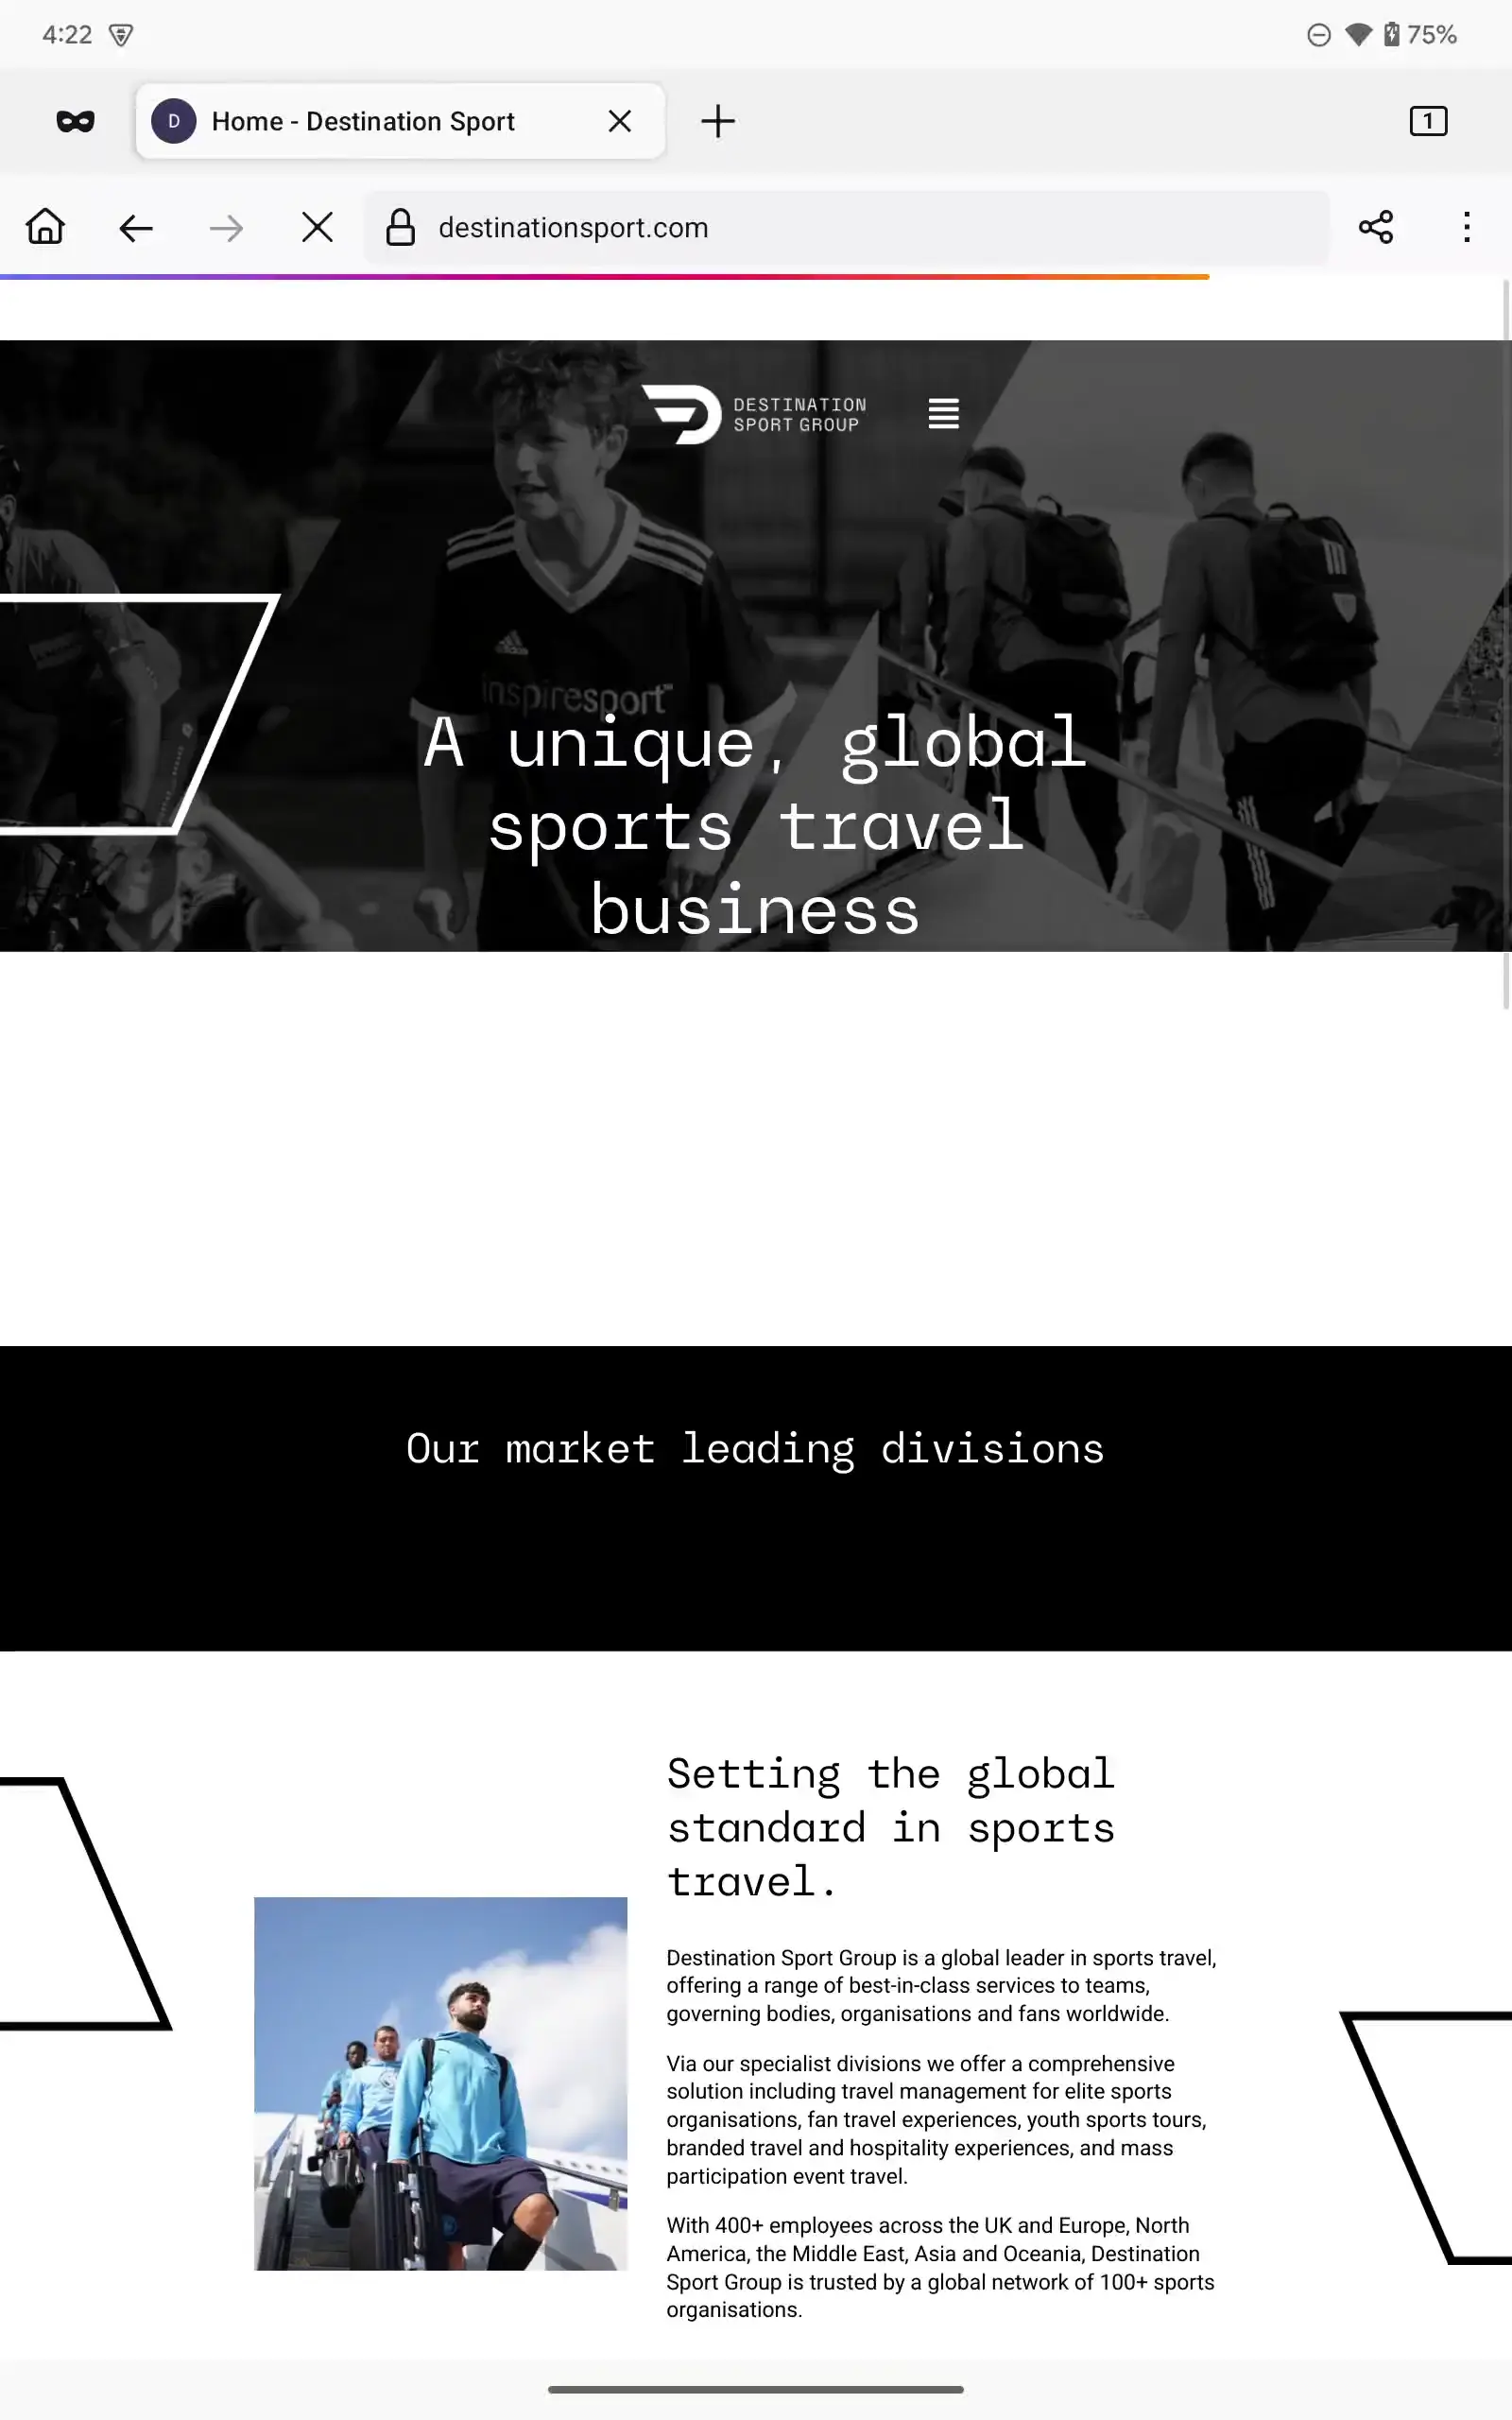 4:22
75%
D
Home - Destination Sport
1
destinationsport.com
DESTINATION
SPORT GROUP
inspiresport™
A unique, global
sports travel
business
Our market leading divisions
Setting the global
standard in sports
travel.
Destination Sport Group is a global leader in sports travel,
offering a range of best-in-class services to teams,
governing bodies, organisations and fans worldwide.
Via our specialist divisions we offer a comprehensive
solution including travel management for elite sports
organisations, fan travel experiences, youth sports tours,
branded travel and hospitality experiences, and mass
participation event travel.
With 400+ employees across the UK and Europe, North
America, the Middle East, Asia and Oceania, Destination
Sport Group is trusted by a global network of 100+ sports
organisations.